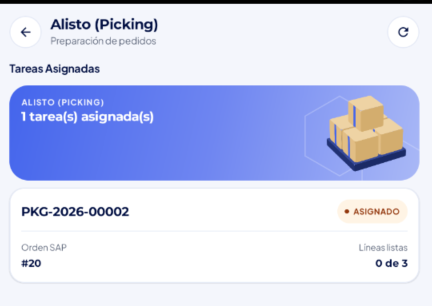 Alisto (Picking)
Preparación de pedidos
Tareas Asignadas
ALISTO (PICKING)
1 tarea(s) asignada(s)
PKG-2026-00002
ASIGNADO
Orden SAP
Líneas listas
#20
0 de 3